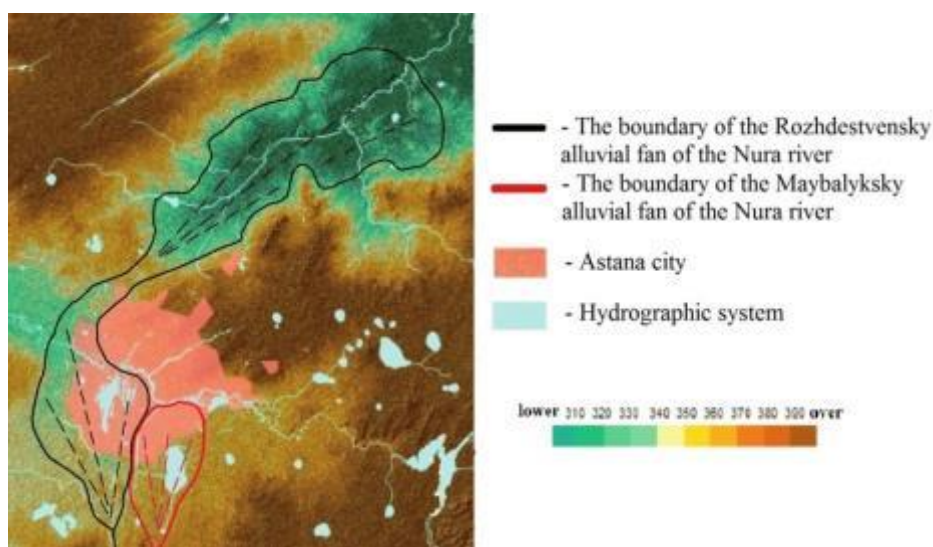 - The boundary of the Rozhdestvensky
alluvial fan of the Nura river
- The boundary of the Maybalyksky
alluvial fan of the Nura river
- Astana city
- Hydrographic system
lower 310 320 330 340 350 360 370 380 390 over